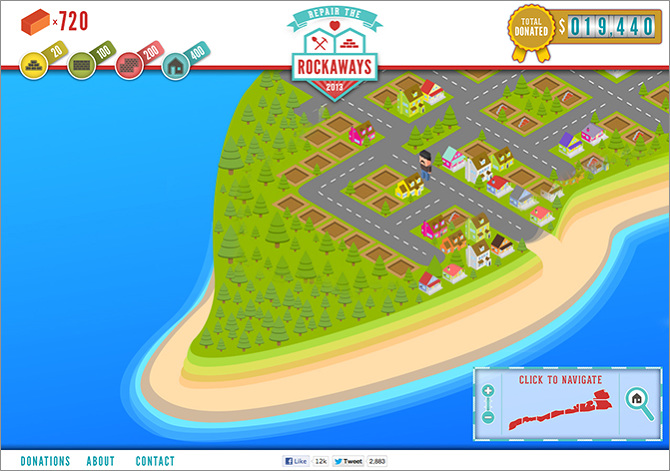 ×720
20
100
200
400
REPAIR THE
ROCKAWAYS
2013
TOTAL
DONATED
$ 019,440
CLICK TO NAVIGATE
DONATIONS ABOUT CONTACT
Like 12k Tweet 2,883